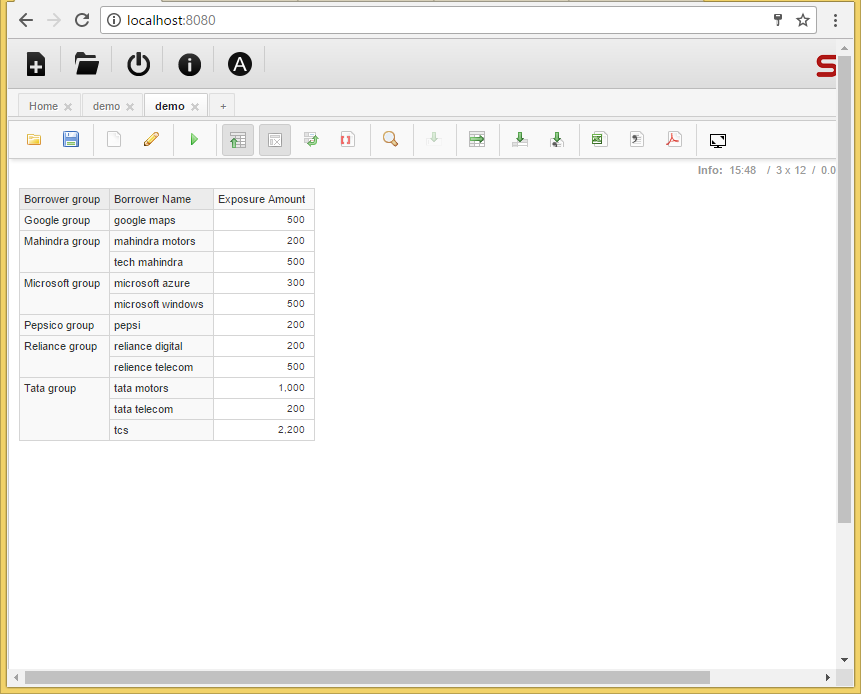 localhost:8080
A
S
Home demo demo +
Info: 15:48 / 3 x 12 / 0.0
Borrower group Borrower Name Exposure Amount
Google group google maps 500
Mahindra group mahindra motors 200
tech mahindra 500
Microsoft group microsoft azure 300
microsoft windows 500
Pepsico group pepsi 200
Reliance group reliance digital 200
relience telecom 500
Tata group tata motors 1,000
tata telecom 200
tcs 2,200